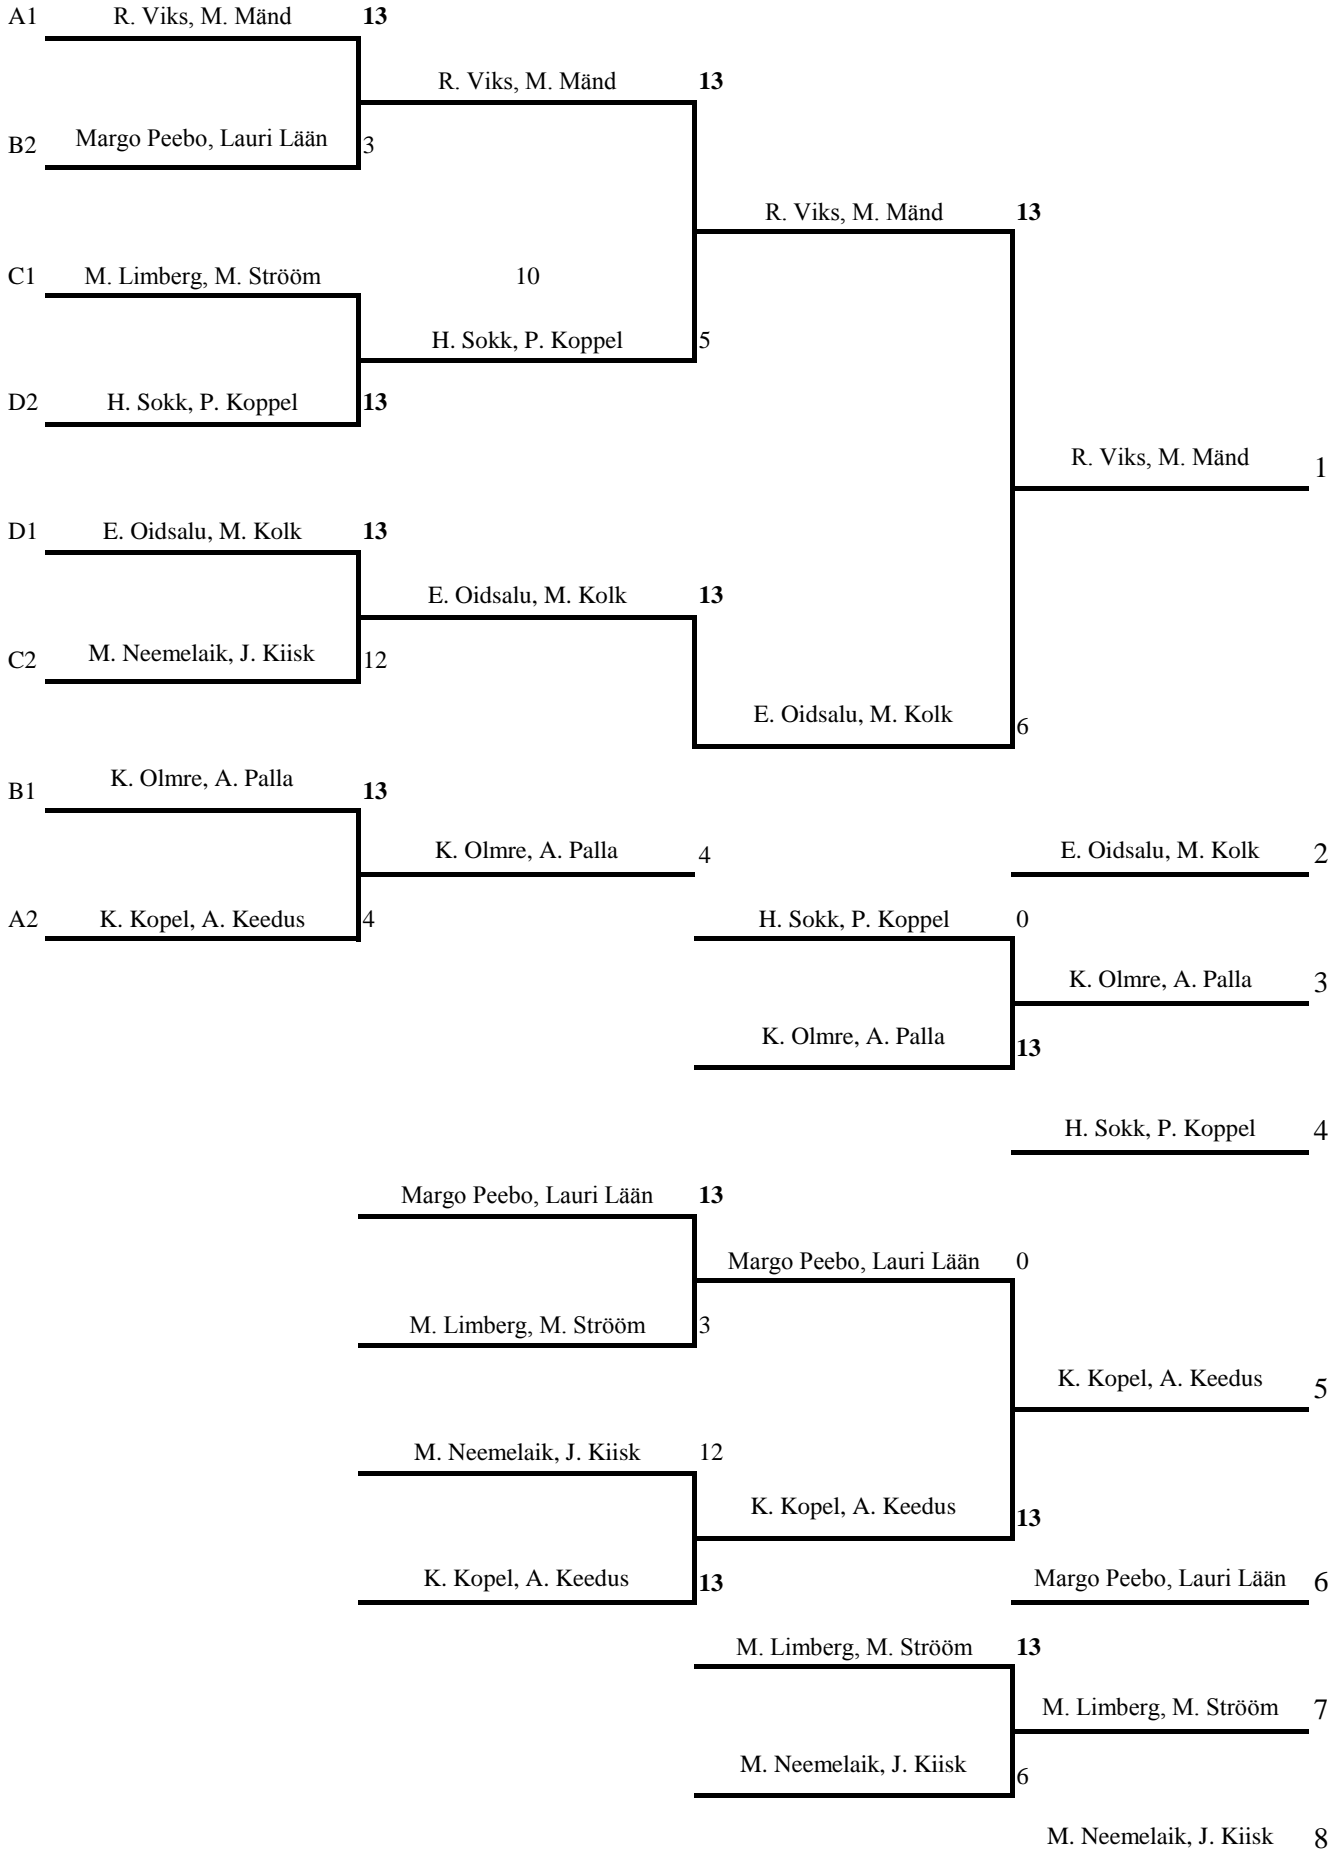 A1 R. Viks, M. Mänd 13
R. Viks, M. Mänd 13
B2 Margo Peebo, Lauri Lään 3
R. Viks, M. Mänd 13
C1 M. Limberg, M. Strööm 10
H. Sokk, P. Koppel 5
D2 H. Sokk, P. Koppel 13
R. Viks, M. Mänd 1
D1 E. Oidsalu, M. Kolk 13
E. Oidsalu, M. Kolk 13
C2 M. Neemelaik, J. Kiisk 12
E. Oidsalu, M. Kolk 6
B1 K. Olmre, A. Palla 13
K. Olmre, A. Palla 4 E. Oidsalu, M. Kolk 2
A2 K. Kopel, A. Keedus 4 H. Sokk, P. Koppel 0
K. Olmre, A. Palla 3
K. Olmre, A. Palla 13
H. Sokk, P. Koppel 4
Margo Peebo, Lauri Lään 13
Margo Peebo, Lauri Lään 0
M. Limberg, M. Strööm 3
K. Kopel, A. Keedus 5
M. Neemelaik, J. Kiisk 12
K. Kopel, A. Keedus 13
K. Kopel, A. Keedus 13 Margo Peebo, Lauri Lään 6
M. Limberg, M. Strööm 13
M. Limberg, M. Strööm 7
M. Neemelaik, J. Kiisk 6
M. Neemelaik, J. Kiisk 8